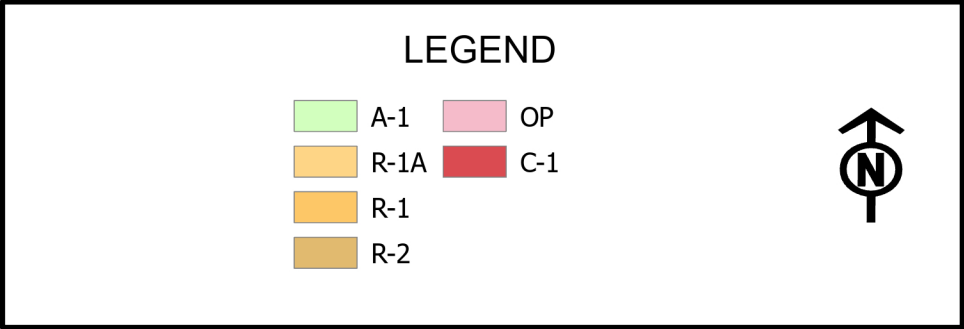 LEGEND
A-1
R-1A
R-1
R-2
OP
C-1
N